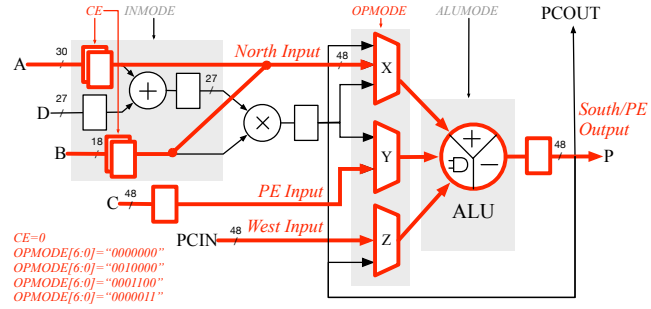 CE
INMODE
OPMODE
ALUMODE
PCOUT
A
30
North Input
48
27
X
D
27
+
×
B
18
Y
+
−
South/PE
Output
48
P
C
48
PE Input
ALU
PCIN
48
West Input
Z
CE=0
OPMODE[6:0]="0000000"
OPMODE[6:0]="0010000"
OPMODE[6:0]="0001100"
OPMODE[6:0]="0000011"